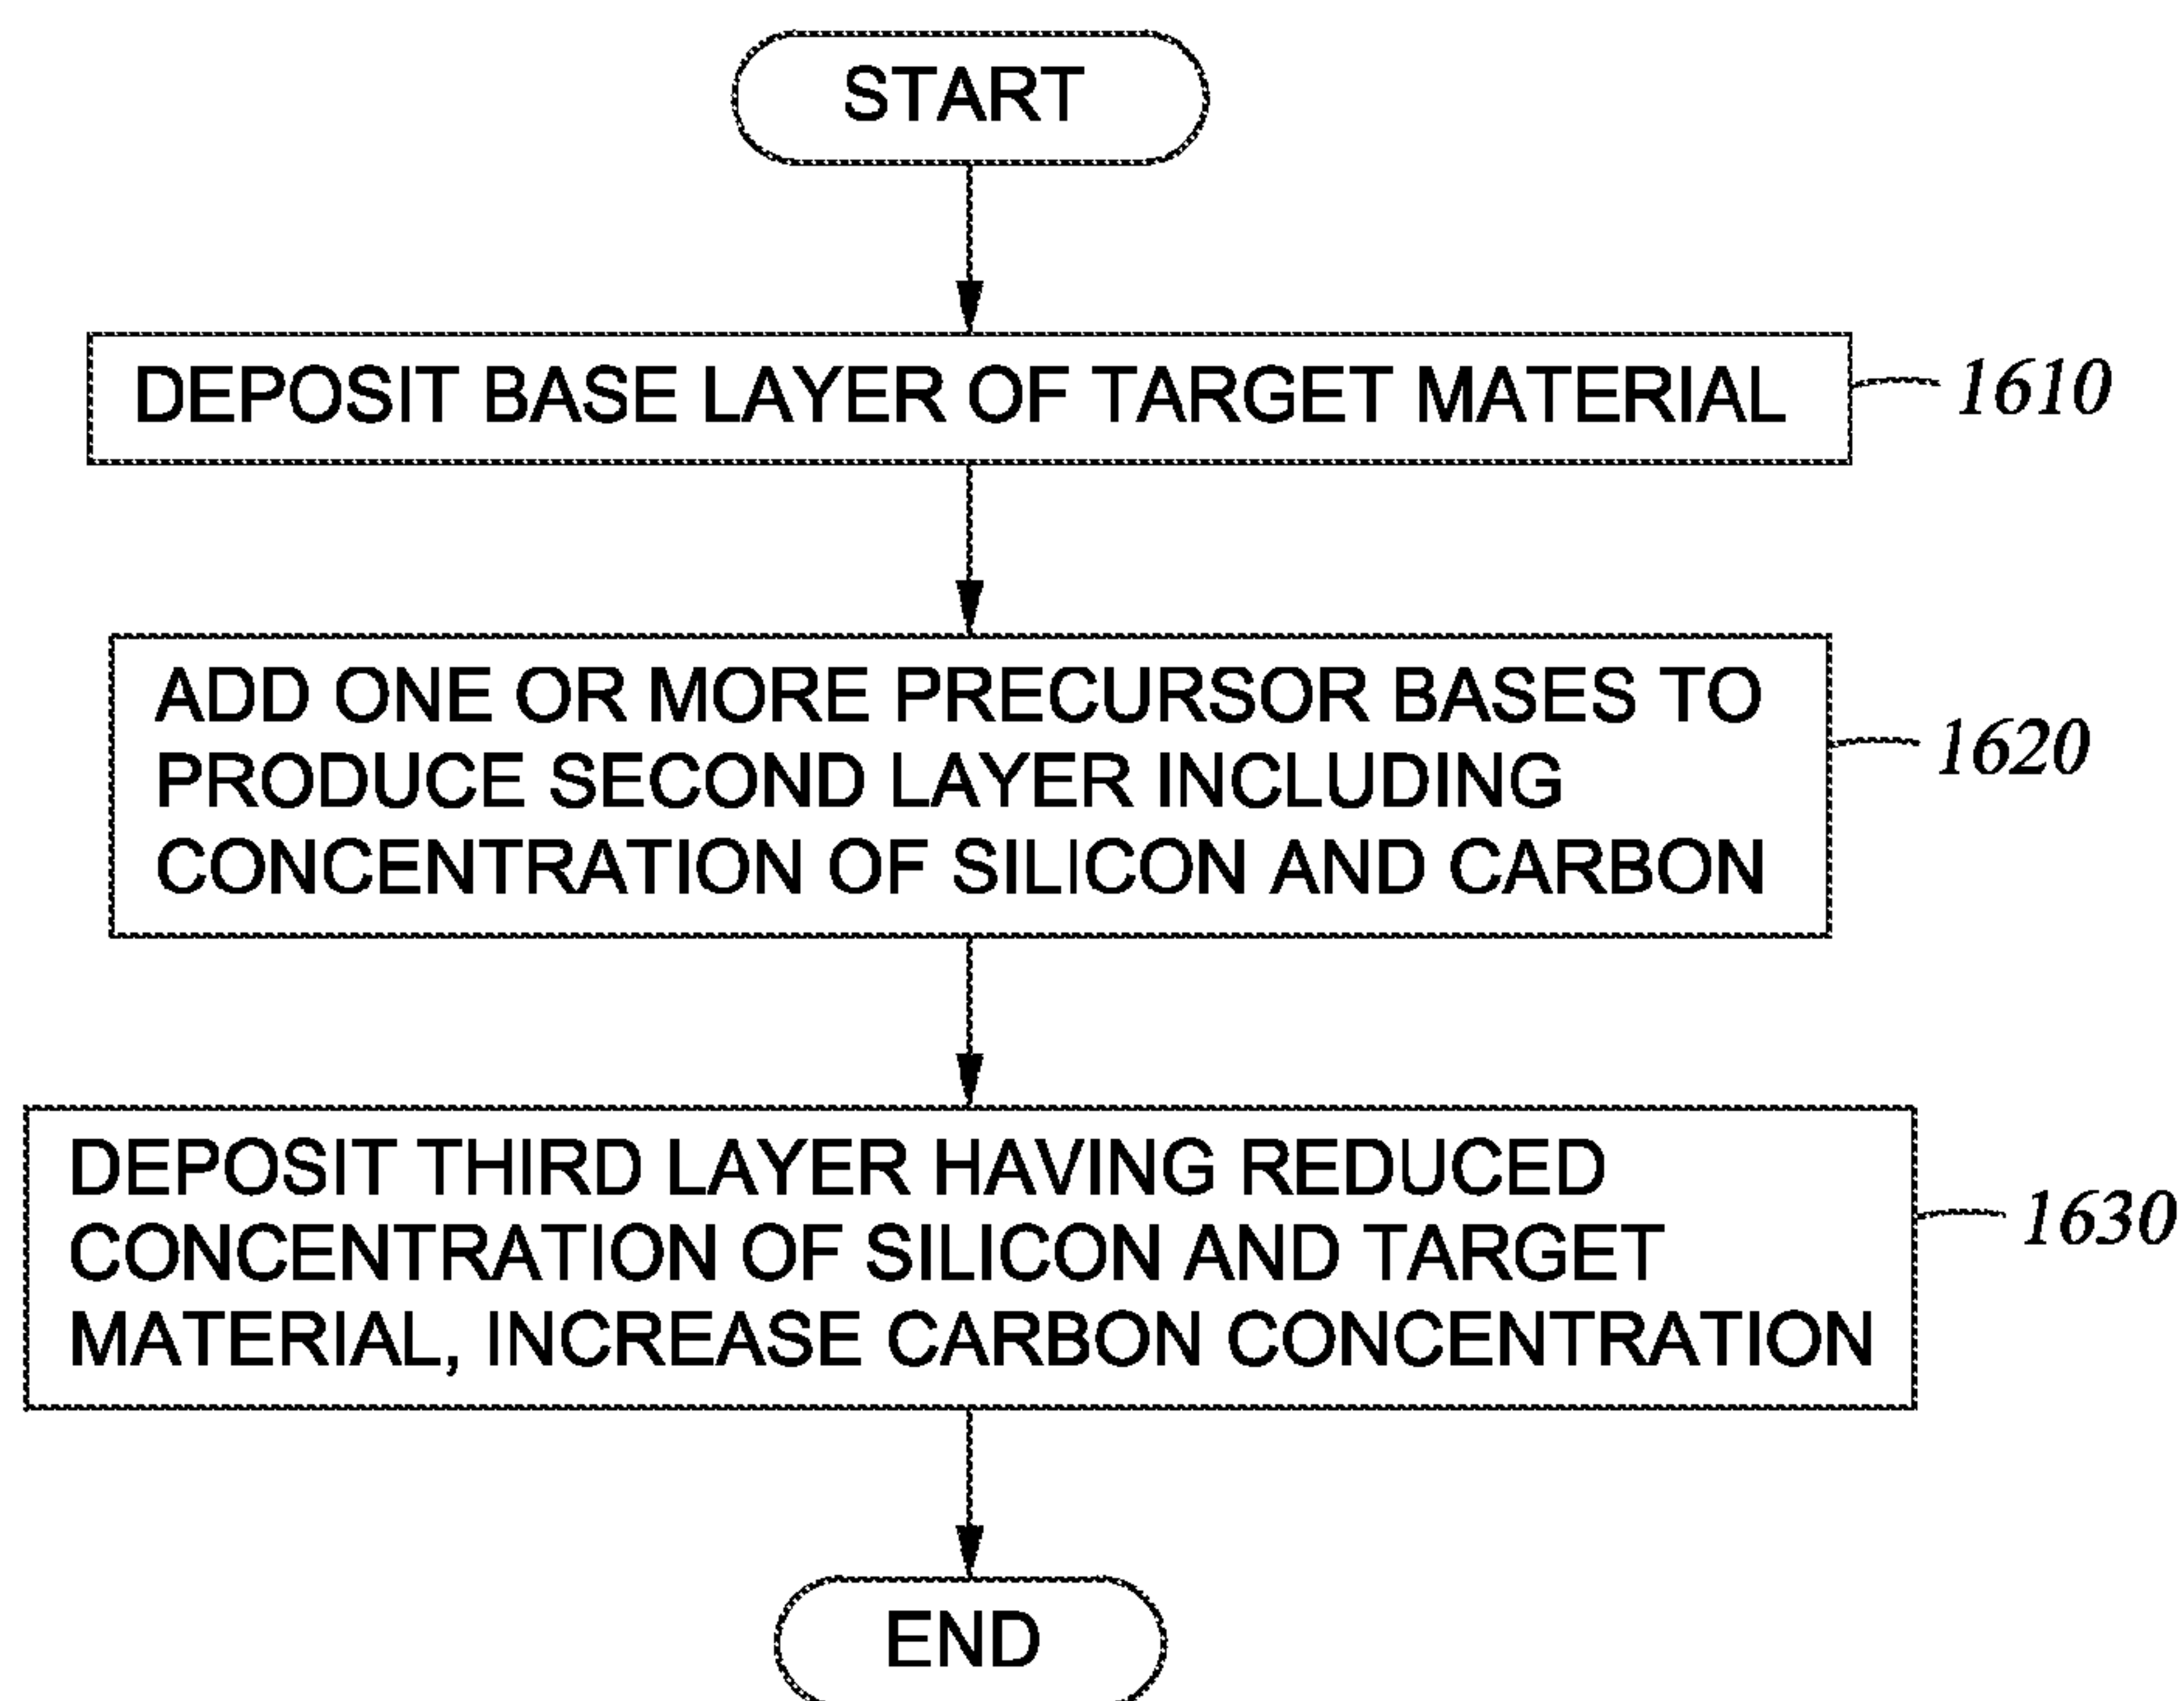 START
DEPOSIT BASE LAYER OF TARGET MATERIAL
1610
ADD ONE OR MORE PRECURSOR BASES TO
PRODUCE SECOND LAYER INCLUDING
CONCENTRATION OF SILICON AND CARBON
1620
DEPOSIT THIRD LAYER HAVING REDUCED
CONCENTRATION OF SILICON AND TARGET
MATERIAL, INCREASE CARBON CONCENTRATION
1630
END